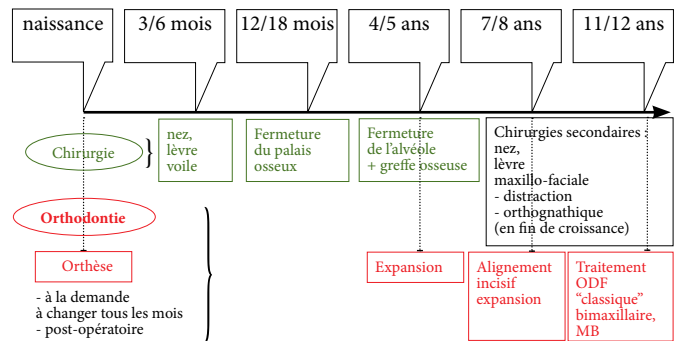 naissance
3/6 mois
12/18 mois
4/5 ans
7/8 ans
11/12 ans
Chirurgie
}
nez,
lèvre
voile
Fermeture
du palais
osseux
Fermeture
de l'alvéole
+ greffe osseuse
Chirurgies secondaires :
nez,
lèvre
maxillo-faciale
- distraction
- orthognathique
(en fin de croissance)
Orthodontie
}
Orthèse
- à la demande
à changer tous les mois
- post-opératoire
Expansion
Alignement
incisif
expansion
Traitement
ODF
“classique”
bimaxillaire,
MB